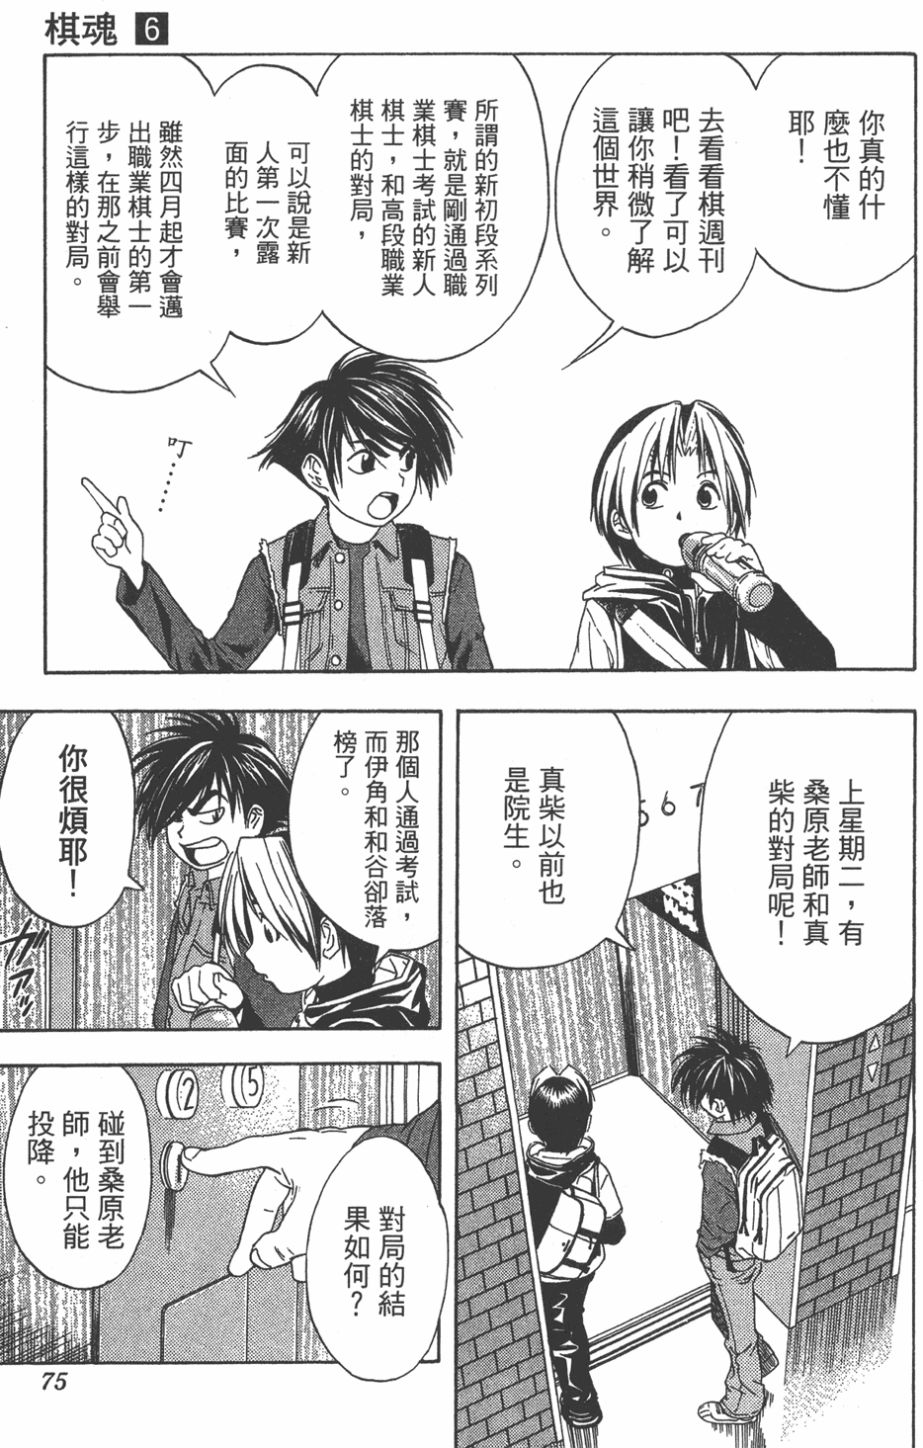 棋魂 6
你真的什
麼也不懂
耶！
去看看棋週刊
吧！看了可以
讓你稍微了解
這個世界。
所謂的新初段系列
賽，就是剛通過職
業棋士考試的新人
棋士，和高段職業
棋士的對局，
可以說是新
人第一次露
面的比賽，
雖然四月起才會邁
出職業棋士的第一
步，在那之前會舉
行這樣的對局。
叮……
上星期二，有
桑原老師和真
柴的對局呢！
567
真柴以前也
是院生。
那個人通過考試，
而伊角和和谷卻落
榜了。
你很煩耶！
ガアッ
對局的結
果如何？
(2
(5
碰到桑原老
師，他只能
投降。
75